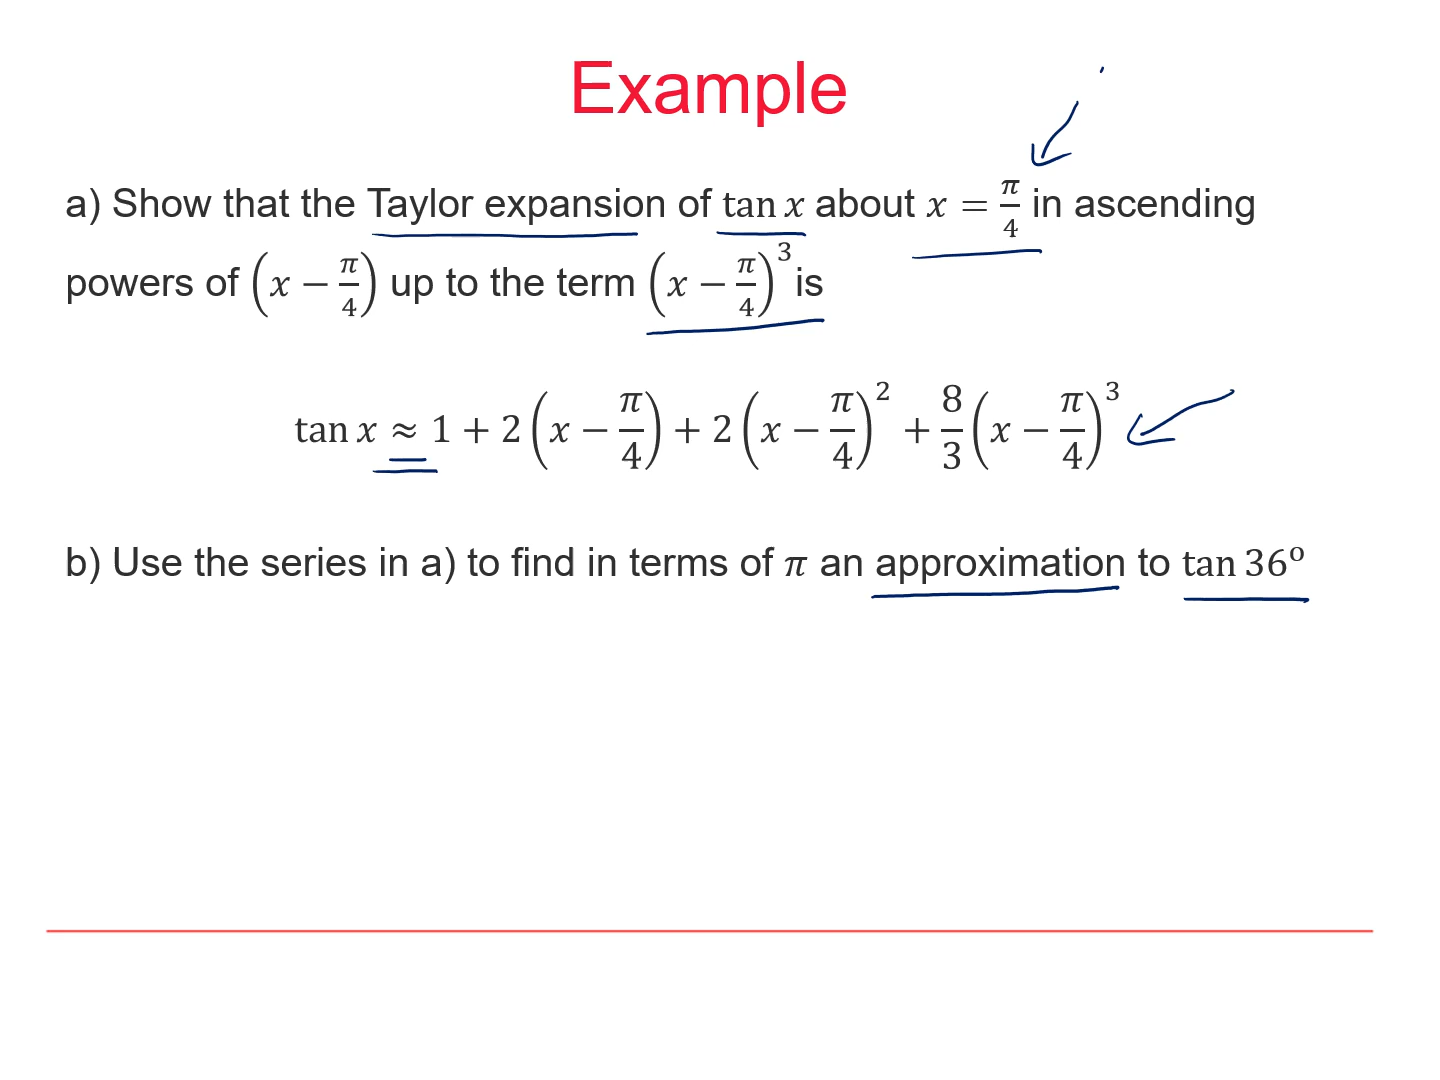 Example
a) Show that the Taylor expansion of tan x about x = π/4 in ascending
powers of (x − π/4) up to the term (x − π/4)³ is
tan x ≈ 1 + 2(x − π/4) + 2(x − π/4)² + 8/3(x − π/4)³
b) Use the series in a) to find in terms of π an approximation to tan 36º